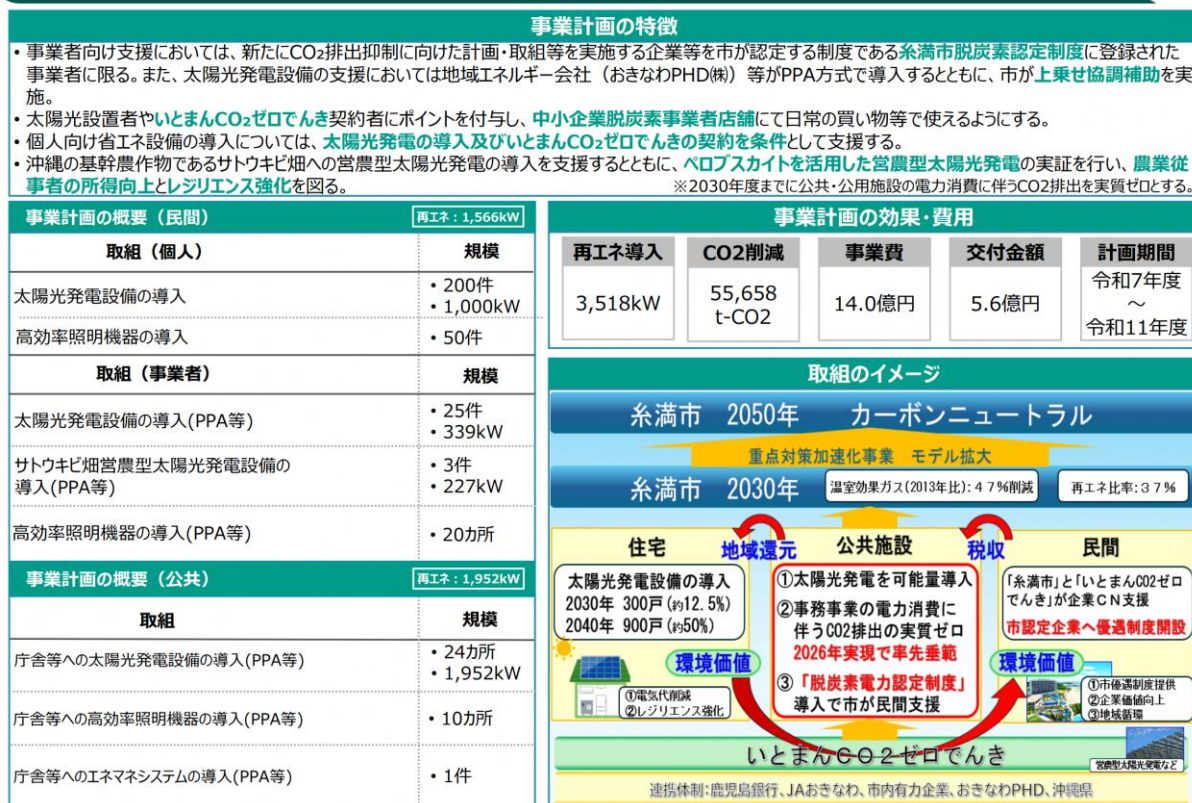 事業計画の特徴
・事業者向け支援においては、新たにCO₂排出抑制に向けた計画・取組等を実施する企業等を市が認定する制度である糸満市脱炭素認定制度に登録された
事業者に限る。また、太陽光発電設備の支援においては地域エネルギー会社（おきなわPHD㈱）等がPPA方式で導入するとともに、市が上乗せ協調補助を実
施。
・太陽光設置者やいとまんCO₂ゼロでんき契約者にポイントを付与し、中小企業脱炭素事業者店舗にて日常の買い物等で使えるようにする。
・個人向け省エネ設備の導入については、太陽光発電の導入及びいとまんCO₂ゼロでんきの契約を条件として支援する。
・沖縄の基幹農作物であるサトウキビ畑への営農型太陽光発電の導入を支援するとともに、ペロブスカイトを活用した営農型太陽光発電の実証を行い、農業従
事者の所得向上とレジリエンス強化を図る。
※2030年度までに公共・公用施設の電力消費に伴うCO2排出を実質ゼロとする。
事業計画の概要（民間）
再エネ：1,566kW
取組（個人） 規模
太陽光発電設備の導入
・200件
・1,000kW
高効率照明機器の導入
・50件
取組（事業者） 規模
太陽光発電設備の導入(PPA等)
・25件
・339kW
サトウキビ畑営農型太陽光発電設備の
導入(PPA等)
・3件
・227kW
高効率照明機器の導入(PPA等)
・20カ所
事業計画の概要（公共）
再エネ：1,952kW
取組 規模
庁舎等への太陽光発電設備の導入(PPA等)
・24カ所
・1,952kW
庁舎等への高効率照明機器の導入(PPA等)
・10カ所
庁舎等へのエネマネシステムの導入(PPA等)
・1件
事業計画の効果・費用
再エネ導入 CO2削減 事業費 交付金額 計画期間
3,518kW
55,658
t-CO2
14.0億円
5.6億円
令和7年度
～
令和11年度
取組のイメージ
糸満市 2050年 カーボンニュートラル
重点対策加速化事業 モデル拡大
糸満市 2030年
温室効果ガス(2013年比):４７%削減
再エネ比率:３７%
住宅 地域還元 公共施設 税収 民間
太陽光発電設備の導入
2030年 300戸(約12.5%)
2040年 900戸(約50%)
①太陽光発電を可能量導入
②事務事業の電力消費に
伴うCO2排出の実質ゼロ
2026年実現で率先垂範
③「脱炭素電力認定制度」
導入で市が民間支援
「糸満市」と「いとまんCO2ゼロ
でんき」が企業ＣＮ支援
市認定企業へ優遇制度開設
環境価値
環境価値
①電気代削減
②レジリエンス強化
①市優遇制度提供
②企業価値向上
③地域循環
いとまんＣＯ２ゼロでんき
営農型太陽光発電など
連携体制:鹿児島銀行、JAおきなわ、市内有力企業、おきなわPHD、沖縄県